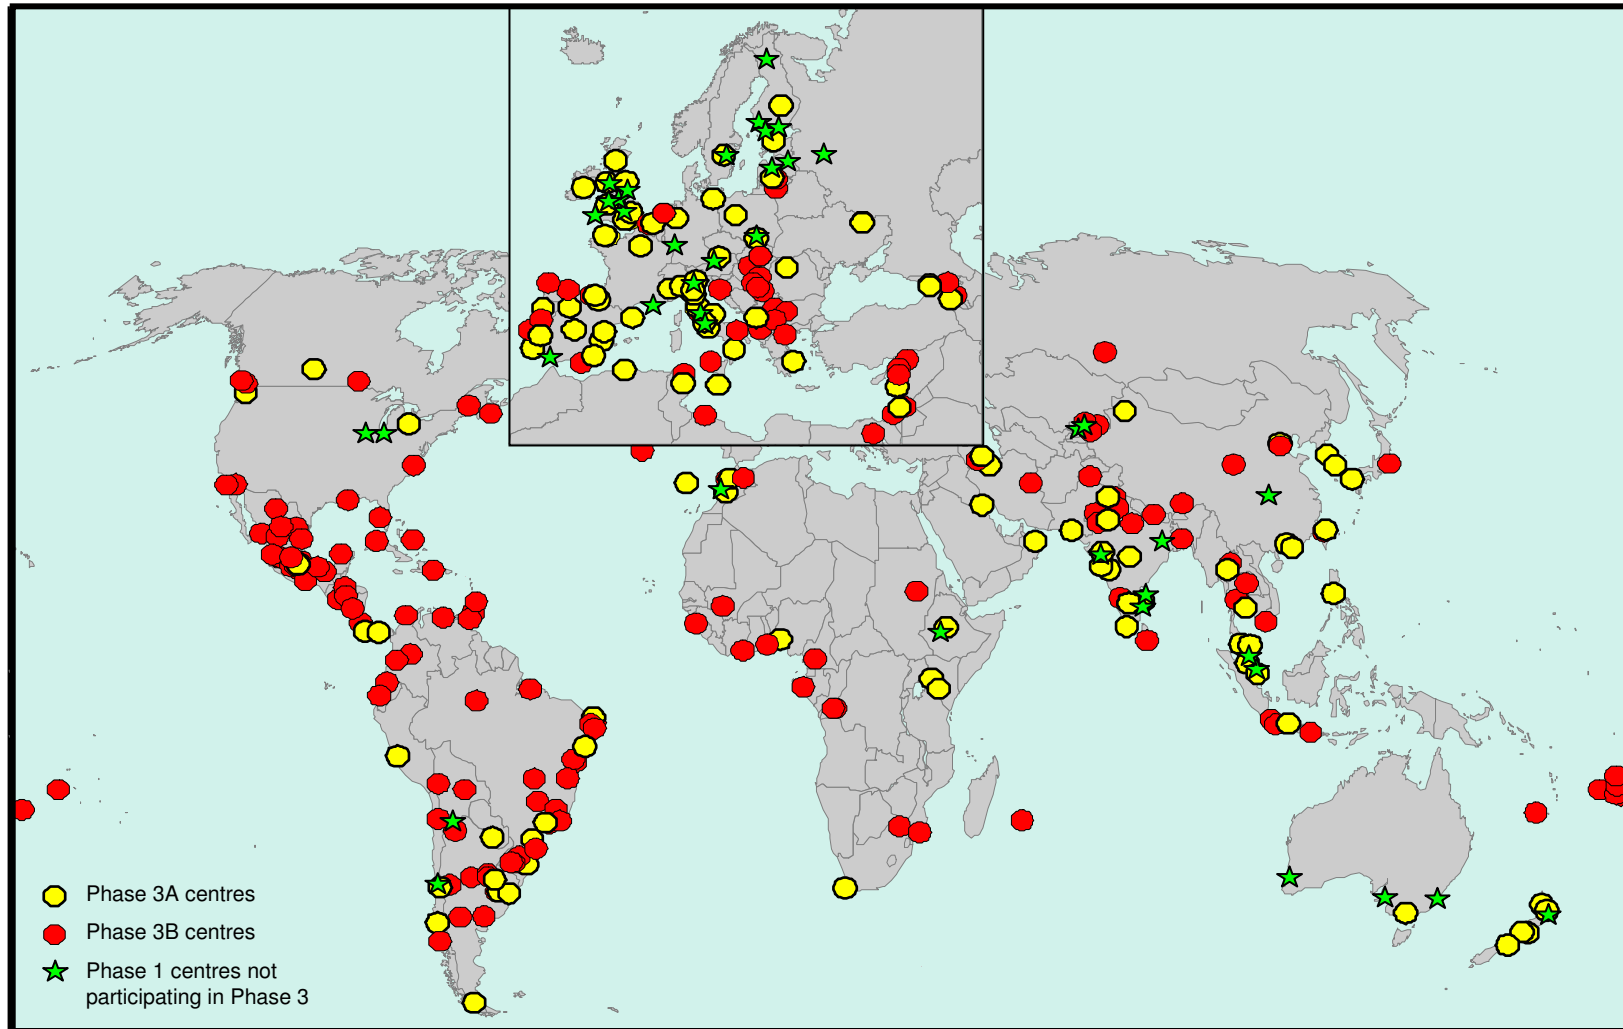 Phase 3A centres
Phase 3B centres
Phase 1 centres not
participating in Phase 3